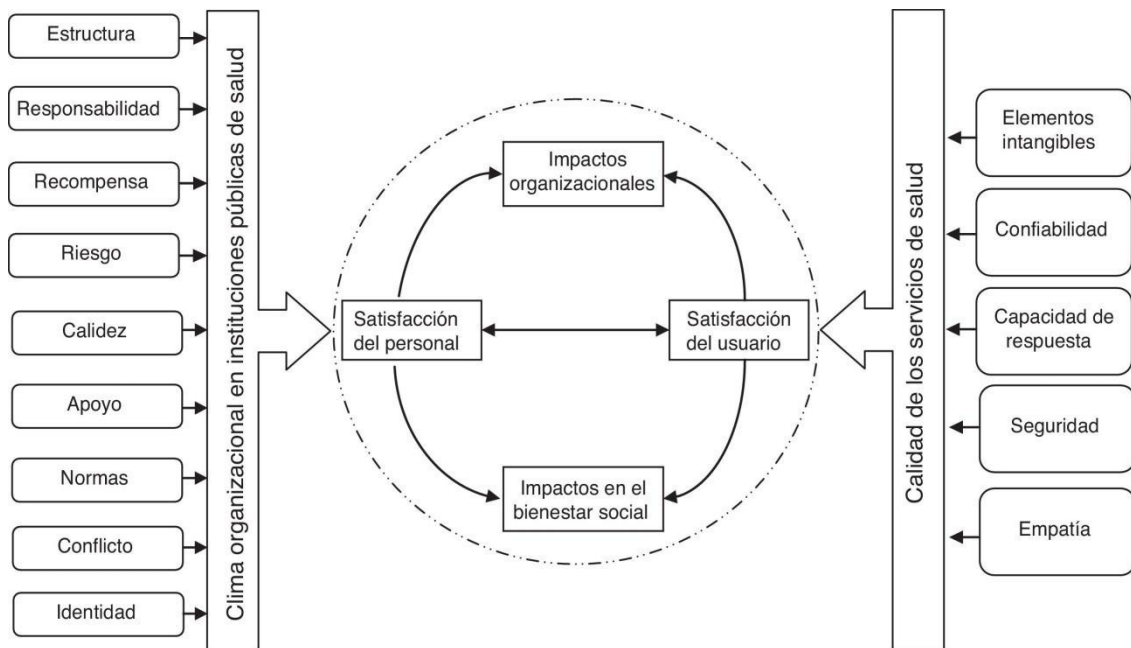 Estructura
Responsabilidad
Recompensa
Riesgo
Calidez
Apoyo
Normas
Conflicto
Identidad
Clima organizacional en instituciones públicas de salud
Impactos
organizacionales
Satisfacción
del personal
Satisfacción
del usuario
Impactos en el
bienestar social
Calidad de los servicios de salud
Elementos
intangibles
Confiabilidad
Capacidad de
respuesta
Seguridad
Empatía